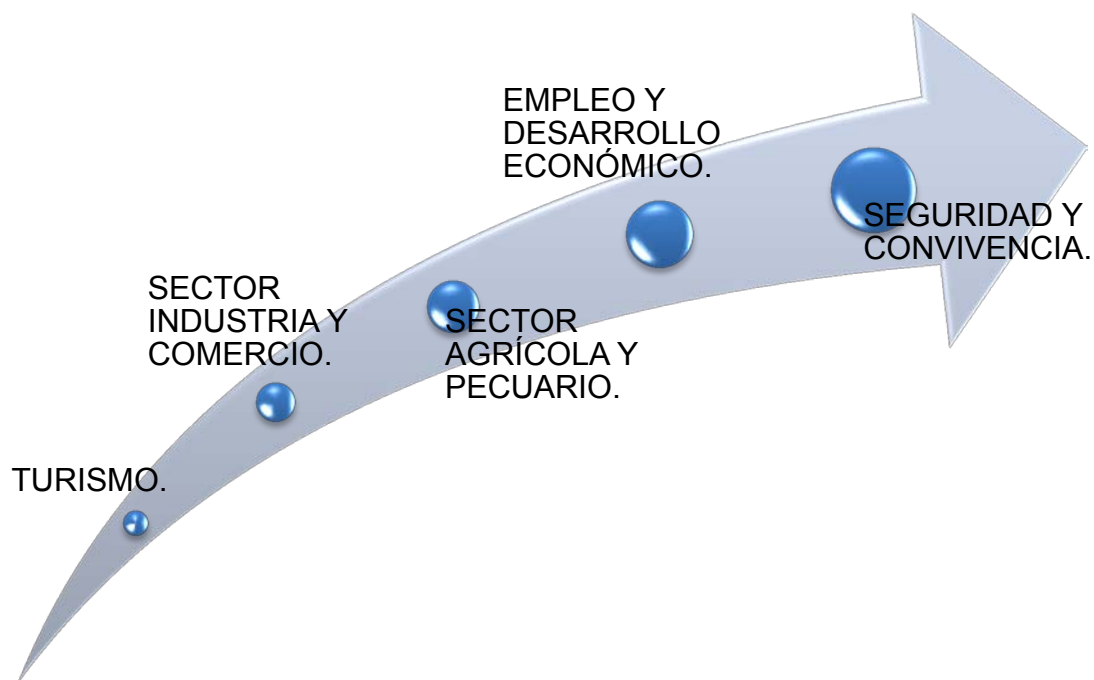 TURISMO.
SECTOR
INDUSTRIA Y
COMERCIO.
SECTOR
AGRÍCOLA Y
PECUARIO.
EMPLEO Y
DESARROLLO
ECONÓMICO.
SEGURIDAD Y
CONVIVENCIA.